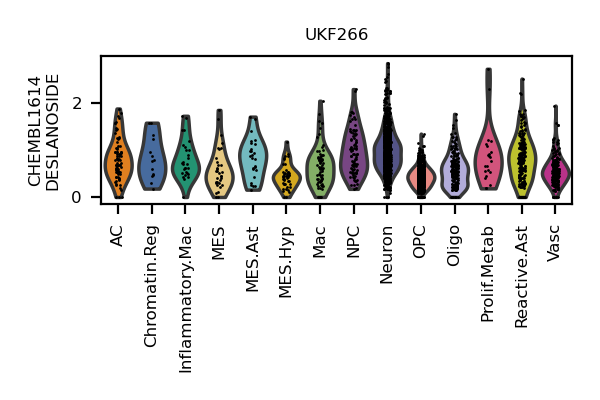 UKF266
CHEMBL1614
DESLANOSIDE
2
0
AC
Chromatin.Reg
Inflammatory.Mac
MES
MES.Ast
MES.Hyp
Mac
NPC
Neuron
OPC
Oligo
Prolif.Metab
Reactive.Ast
Vasc